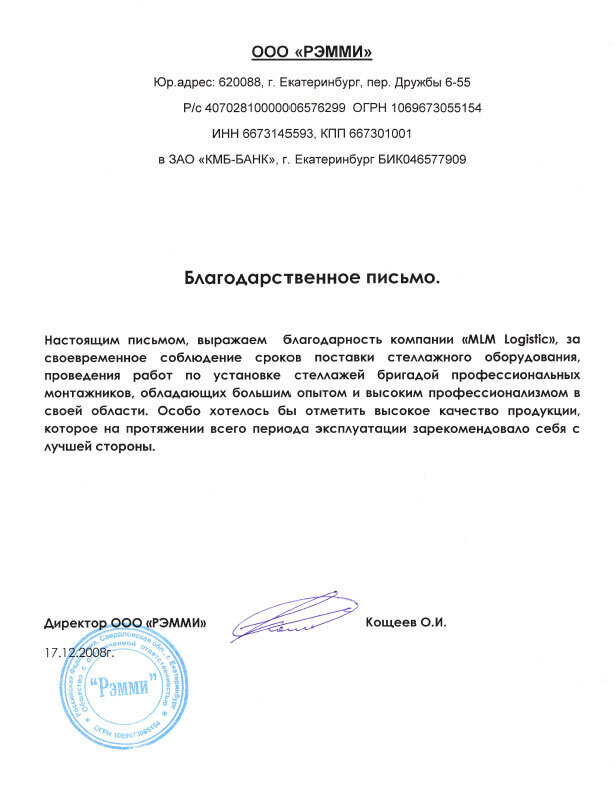 ООО «РЭММИ»
Юр.адрес: 620088, г. Екатеринбург, пер. Дружбы 6-55
Р/с 40702810000006576299 ОГРН 1069673055154
ИНН 6673145593, КПП 667301001
в ЗАО «КМБ-БАНК», г. Екатеринбург БИК046577909
Благодарственное письмо.
Настоящим письмом, выражаем благодарность компании «MLM Logistic», за
своевременное соблюдение сроков поставки стеллажного оборудования,
проведения работ по установке стеллажей бригадой профессиональных
монтажников, обладающих большим опытом и высоким профессионализмом в
своей области. Особо хотелось бы отметить высокое качество продукции,
которое на протяжении всего периода эксплуатации зарекомендовало себя с
лучшей стороны.
Директор ООО «РЭММИ» Кощеев О.И.
17.12.2008г.
Российская Федерация, Свердловская обл., г. Екатеринбург
Общество с ограниченной ответственностью
"Рэмми"
ОГРН 1069673055154